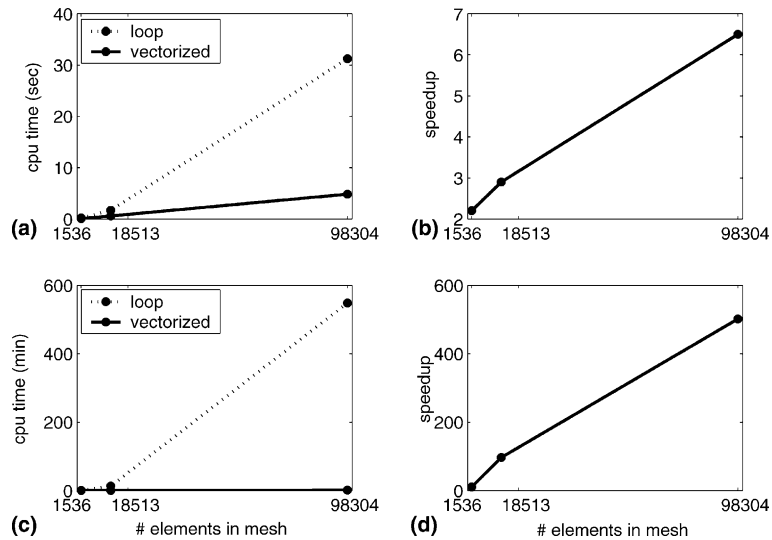 40
30
20
10
0
cpu time (sec)
loop
vectorized
(a)
1536
18513
98304
7
6
5
4
3
2
speedup
(b)
1536
18513
98304
600
400
200
0
cpu time (min)
loop
vectorized
(c)
1536
18513
98304
# elements in mesh
600
400
200
0
speedup
(d)
1536
18513
98304
# elements in mesh